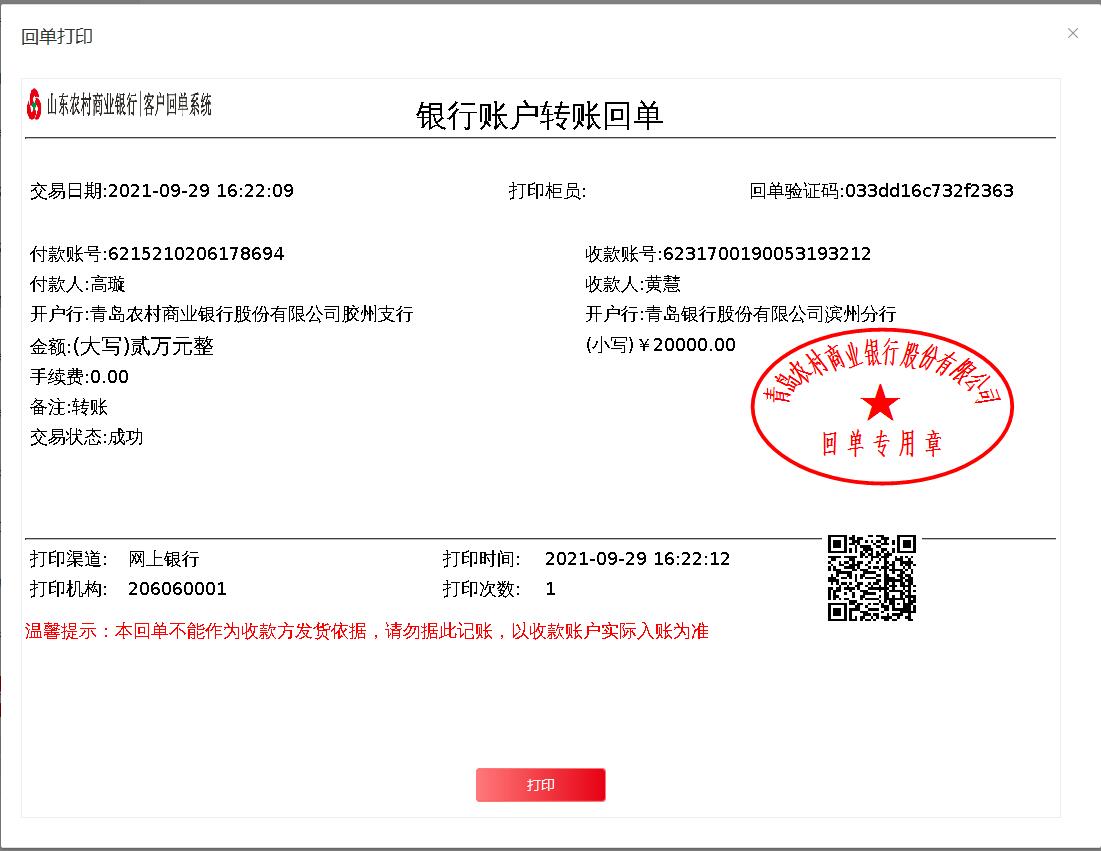 回单打印
山东农村商业银行|客户回单系统
银行账户转账回单
交易日期:2021-09-29 16:22:09 打印柜员: 回单验证码:033dd16c732f2363
付款账号:6215210206178694 收款账号:6231700190053193212
付款人:高璇 收款人:黄慧
开户行:青岛农村商业银行股份有限公司胶州支行 开户行:青岛银行股份有限公司滨州分行
金额:(大写)贰万元整 (小写)￥20000.00
手续费:0.00
备注:转账
交易状态:成功
青岛农村商业银行股份有限公司
回单专用章
打印渠道: 网上银行 打印时间: 2021-09-29 16:22:12
打印机构: 206060001 打印次数: 1
温馨提示：本回单不能作为收款方发货依据，请勿据此记账，以收款账户实际入账为准
打印